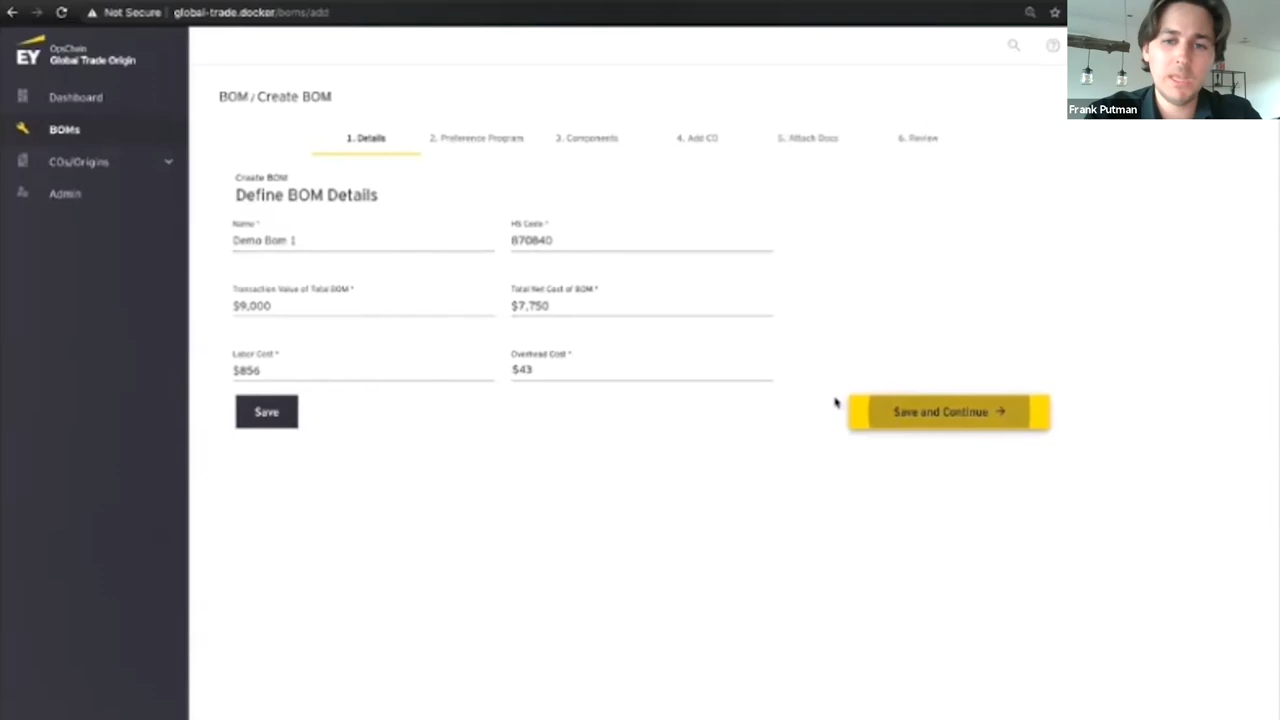 Not Secure global-trade.docker/boms/add
EY OpsChain
Global Trade Origin
Dashboard
BOMs
COs/Origins
Admin
BOM / Create BOM
1. Details 2. Preference Program 3. Components 4. Add CO 5. Attach Docs 6. Review
Create BOM
Define BOM Details
Name * HS Code *
Demo Bom 1 870840
Transaction Value of Total BOM * Total Net Cost of BOM *
$9,000 $7,750
Labor Cost * Overhead Cost *
$856 $43
Save Save and Continue →
Frank Putman